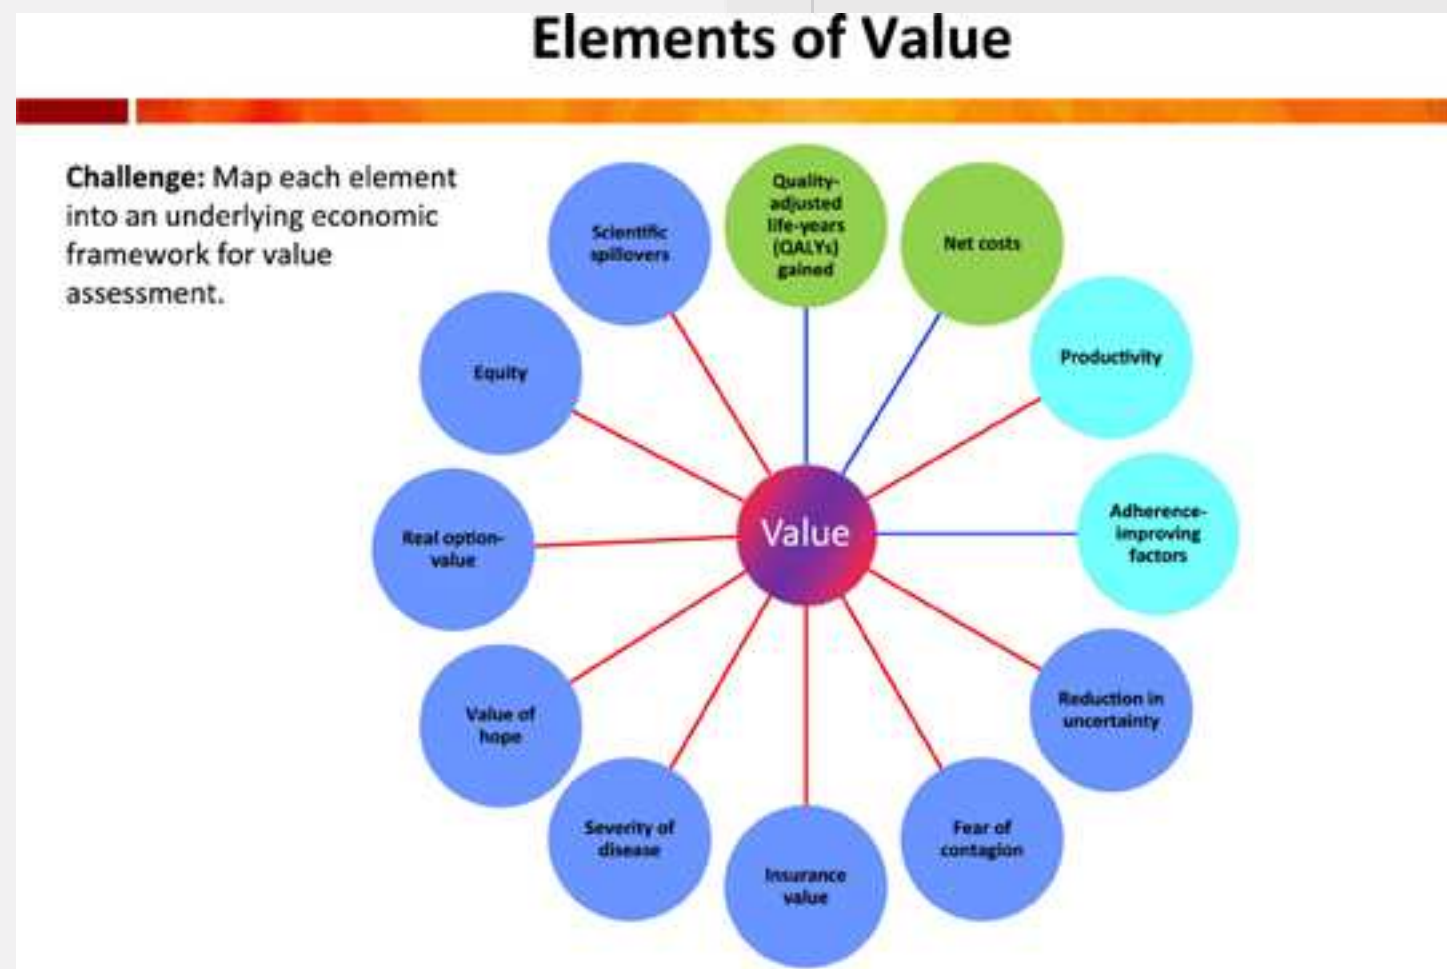 Elements of Value
Challenge: Map each element
into an underlying economic
framework for value
assessment.
Quality-
adjusted
life-years
(QALYs)
gained
Net costs
Productivity
Adherence-
improving
factors
Reduction in
uncertainty
Fear of
contagion
Insurance
value
Severity of
disease
Value of
hope
Real option-
value
Equity
Scientific
spillovers
Value